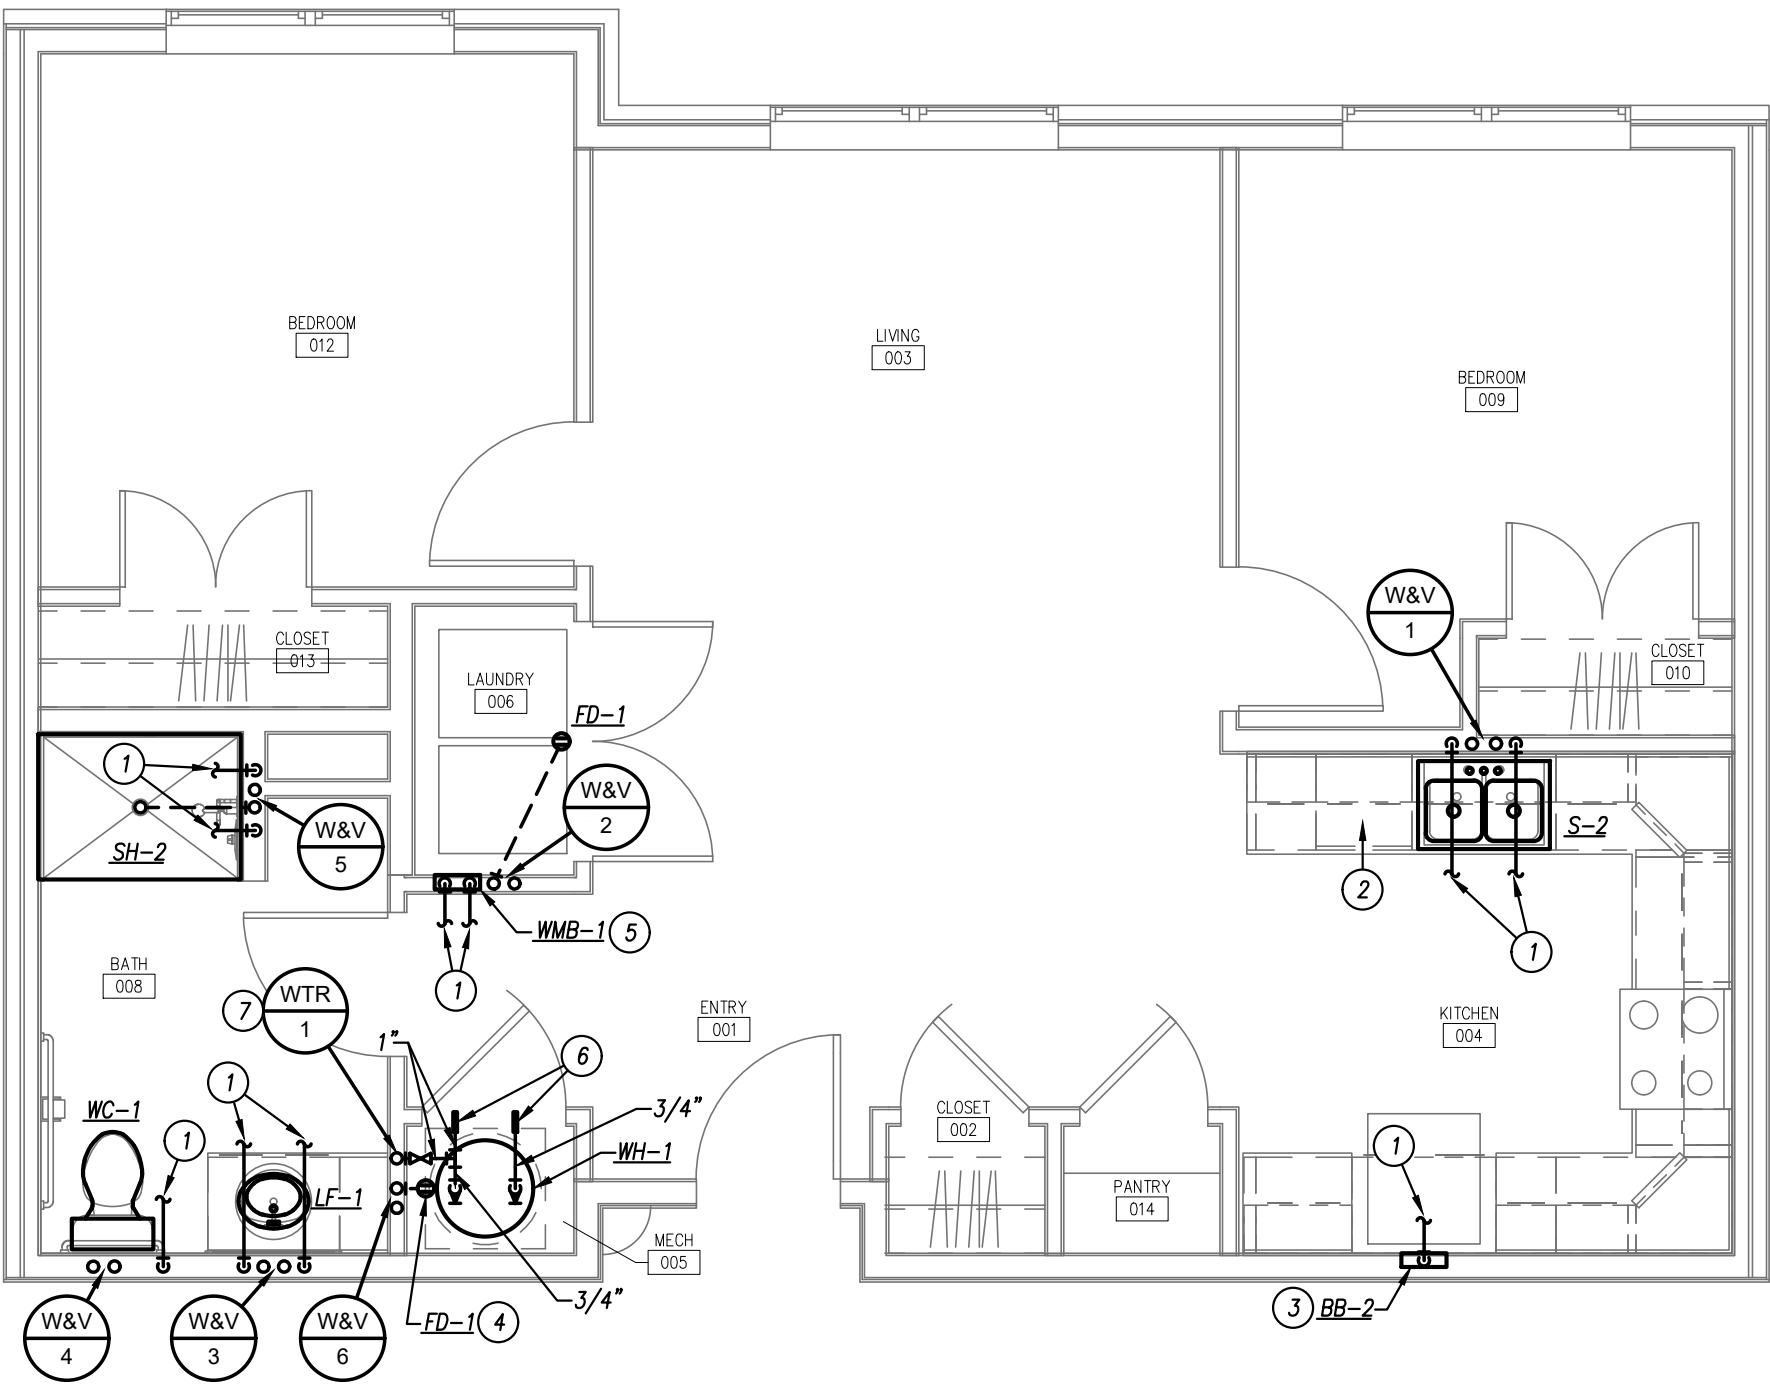 BEDROOM
012
LIVING
003
BEDROOM
009
W&V
1
CLOSET
013
CLOSET
010
LAUNDRY
006
FD-1
1
SH-2
W&V
5
W&V
2
S-2
2
WMB-1
5
1
1
BATH
008
7
WTR
1
1"
6
ENTRY
001
KITCHEN
004
1
WC-1
1
3/4"
WH-1
CLOSET
002
1
LF-1
PANTRY
014
MECH
005
3/4"
FD-1
4
3
BB-2
W&V
4
W&V
3
W&V
6